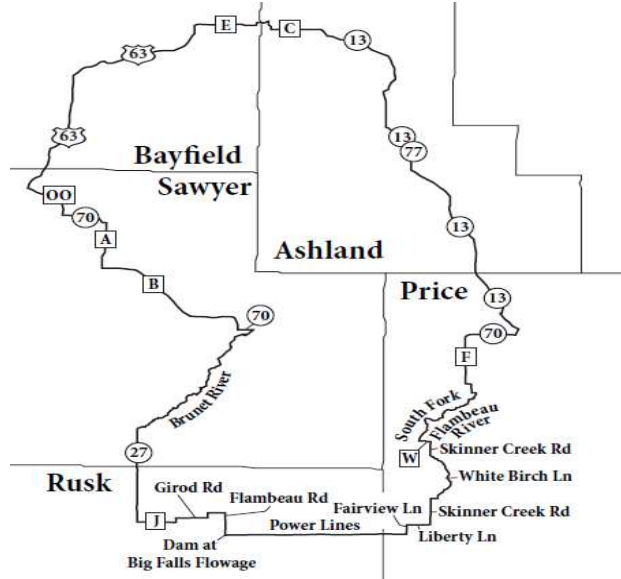 E
C
13
63
63
13
77
Bayfield
Sawyer
OO
70
A
13
Ashland
B
Price
13
70
70
F
Brunet River
South Fork
Flambeau
River
W
Skinner Creek Rd
27
White Birch Ln
Rusk
Girod Rd
Flambeau Rd
Fairview Ln
Skinner Creek Rd
J
Power Lines
Liberty Ln
Dam at
Big Falls Flowage